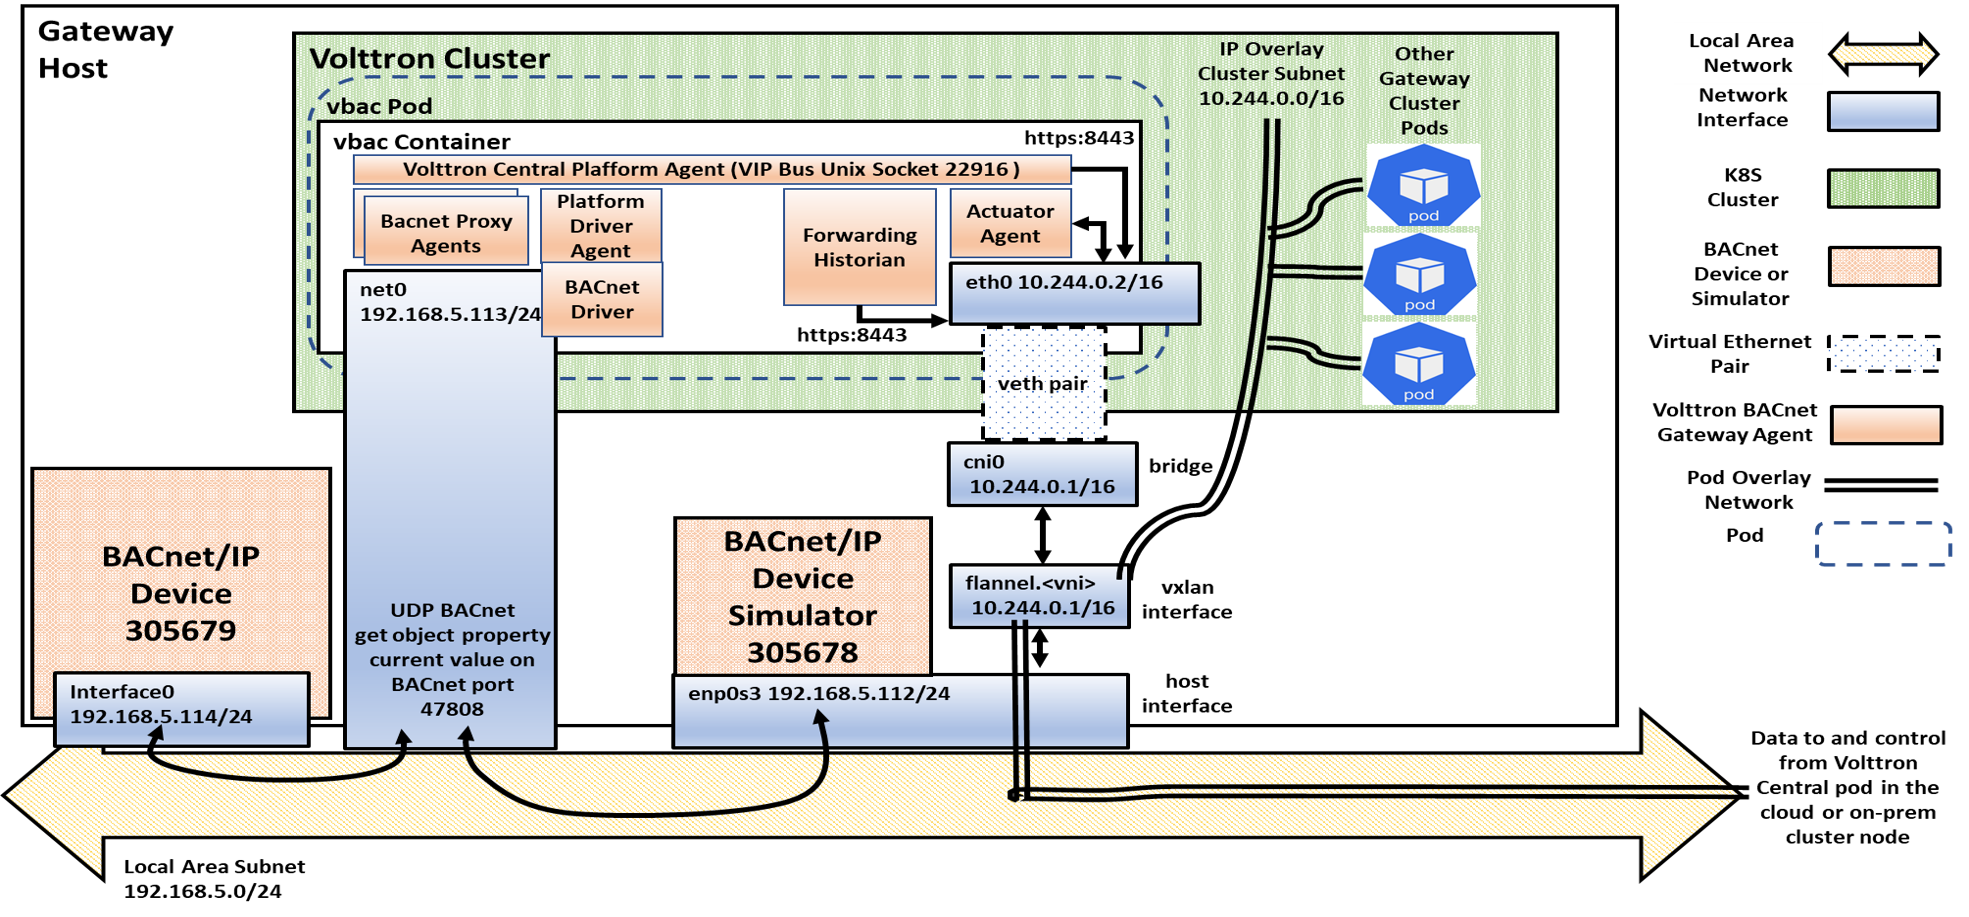 Gateway
Host
Volttron Cluster
vbac Pod
vbac Container
https:8443
Volttron Central Plafform Agent (VIP Bus Unix Socket 22916 )
Bacnet Proxy
Agents
Platform
Driver
Agent
BACnet
Driver
Forwarding
Historian
Actuator
Agent
https:8443
net0
192.168.5.113/24
eth0 10.244.0.2/16
veth pair
IP Overlay
Cluster Subnet
10.244.0.0/16
Other
Gateway
Cluster
Pods
pod
pod
pod
cni0
10.244.0.1/16
bridge
flannel.<vni>
10.244.0.1/16
vxlan
interface
BACnet/IP
Device
305679
Interface0
192.168.5.114/24
UDP BACnet
get object property
current value on
BACnet port
47808
BACnet/IP
Device
Simulator
305678
enp0s3 192.168.5.112/24
host
interface
Local Area Subnet
192.168.5.0/24
Data to and control
from Volttron
Central pod in the
cloud or on-prem
cluster node
Local Area
Network
Network
Interface
K8S
Cluster
BACnet
Device or
Simulator
Virtual Ethernet
Pair
Volttron BACnet
Gateway Agent
Pod Overlay
Network
Pod